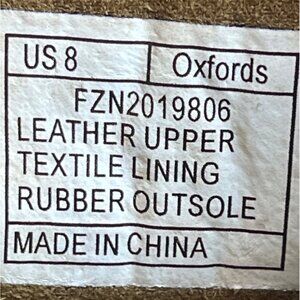 US 8 Oxfords
FZN2019806
LEATHER UPPER
TEXTILE LINING
RUBBER OUTSOLE
MADE IN CHINA